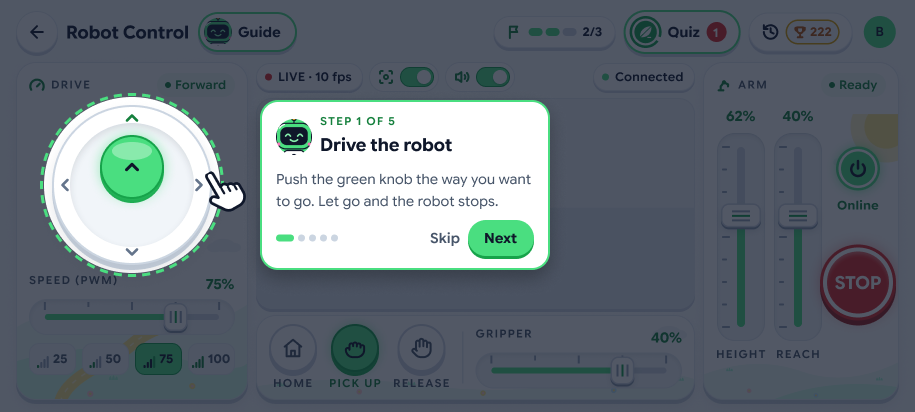 Robot Control
Guide
2/3
Quiz 1
222
B
DRIVE
Forward
LIVE · 10 fps
Connected
ARM
Ready
STEP 1 OF 5
Drive the robot
Push the green knob the way you want
to go. Let go and the robot stops.
Skip
Next
62%
40%
Online
STOP
HEIGHT
REACH
SPEED (PWM)
75%
25
50
75
100
HOME
PICK UP
RELEASE
GRIPPER
40%